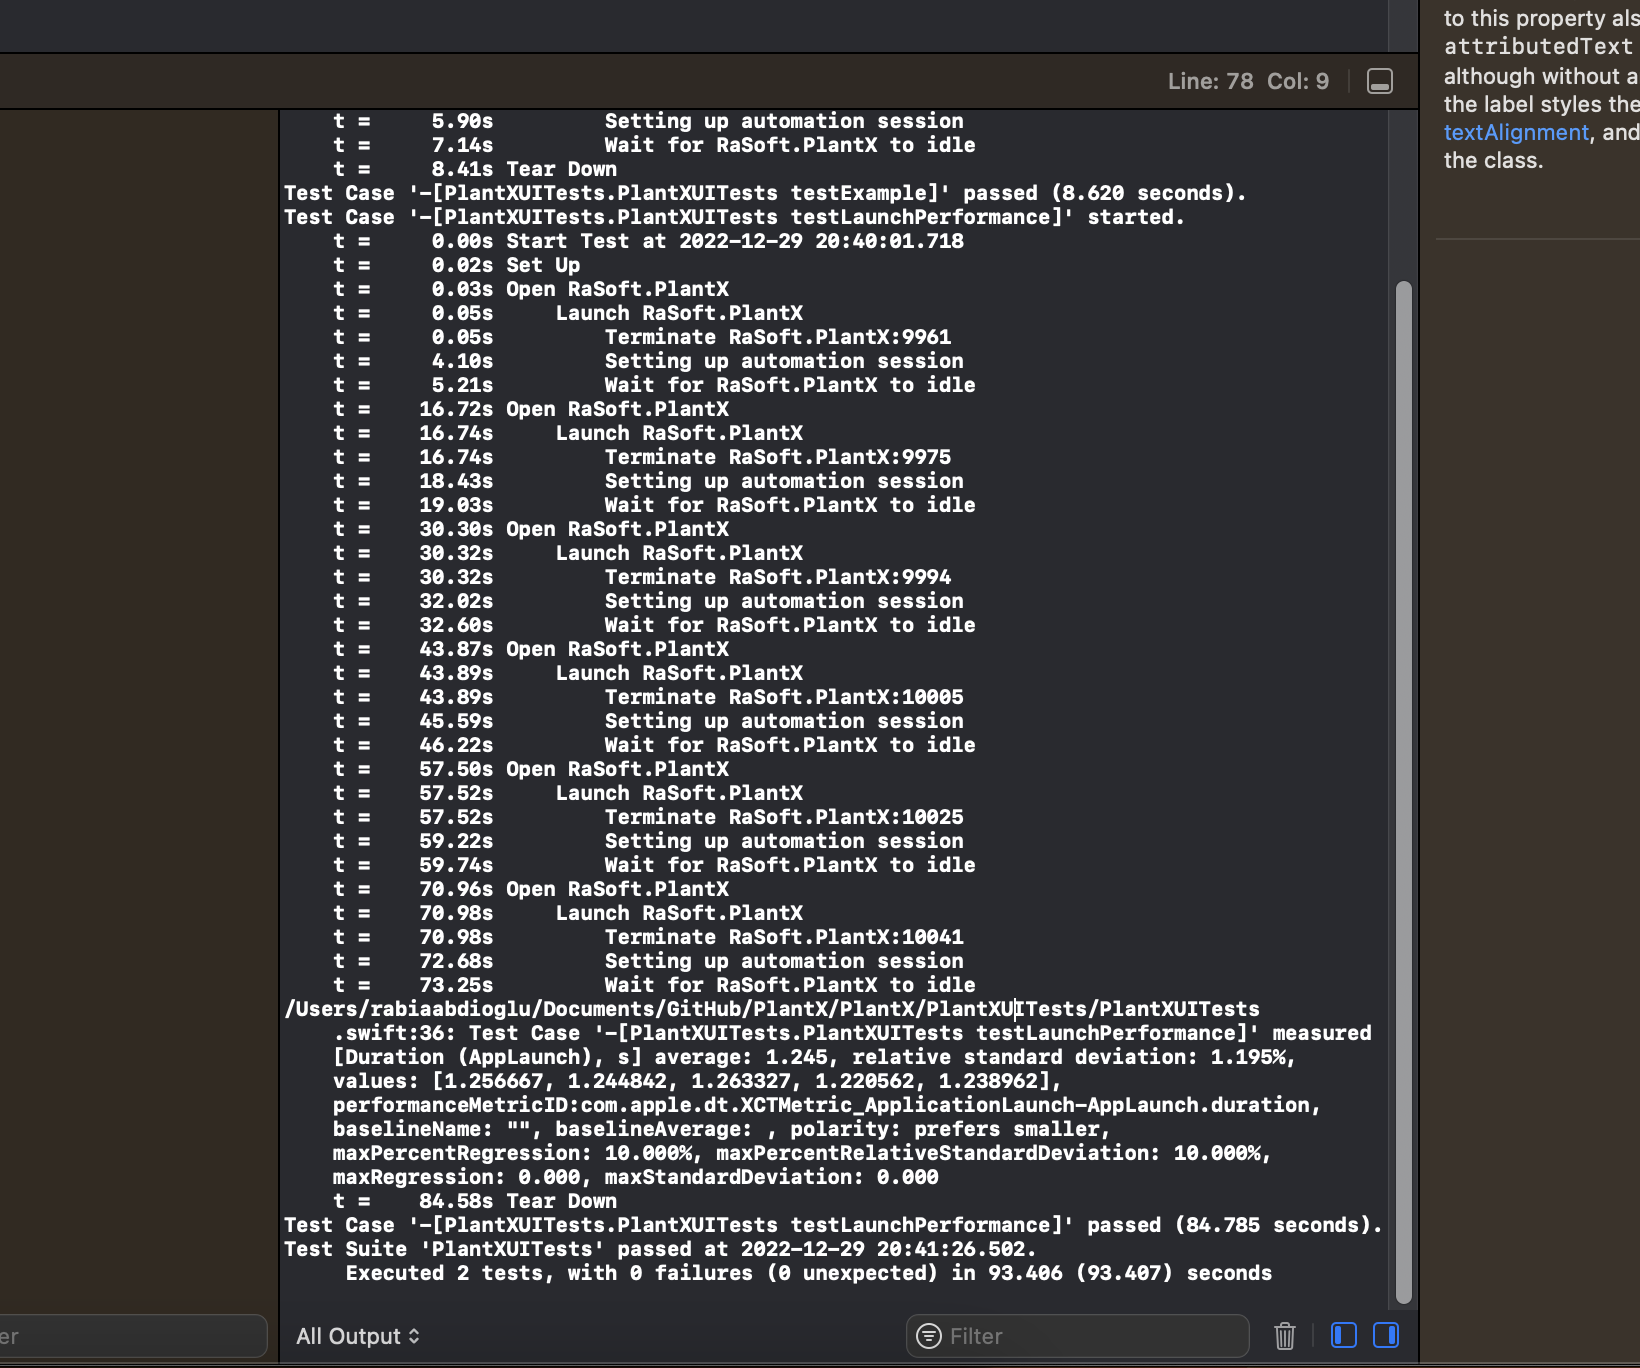 to this property als
attributedText
although without a
the label styles the
textAlignment, and
the class.
Line: 78 Col: 9
t = 5.90s Setting up automation session
t = 7.14s Wait for RaSoft.PlantX to idle
t = 8.41s Tear Down
Test Case '-[PlantXUITests.PlantXUITests testExample]' passed (8.620 seconds).
Test Case '-[PlantXUITests.PlantXUITests testLaunchPerformance]' started.
t = 0.00s Start Test at 2022-12-29 20:40:01.718
t = 0.02s Set Up
t = 0.03s Open RaSoft.PlantX
t = 0.05s Launch RaSoft.PlantX
t = 0.05s Terminate RaSoft.PlantX:9961
t = 4.10s Setting up automation session
t = 5.21s Wait for RaSoft.PlantX to idle
t = 16.72s Open RaSoft.PlantX
t = 16.74s Launch RaSoft.PlantX
t = 16.74s Terminate RaSoft.PlantX:9975
t = 18.43s Setting up automation session
t = 19.03s Wait for RaSoft.PlantX to idle
t = 30.30s Open RaSoft.PlantX
t = 30.32s Launch RaSoft.PlantX
t = 30.32s Terminate RaSoft.PlantX:9994
t = 32.02s Setting up automation session
t = 32.60s Wait for RaSoft.PlantX to idle
t = 43.87s Open RaSoft.PlantX
t = 43.89s Launch RaSoft.PlantX
t = 43.89s Terminate RaSoft.PlantX:10005
t = 45.59s Setting up automation session
t = 46.22s Wait for RaSoft.PlantX to idle
t = 57.50s Open RaSoft.PlantX
t = 57.52s Launch RaSoft.PlantX
t = 57.52s Terminate RaSoft.PlantX:10025
t = 59.22s Setting up automation session
t = 59.74s Wait for RaSoft.PlantX to idle
t = 70.96s Open RaSoft.PlantX
t = 70.98s Launch RaSoft.PlantX
t = 70.98s Terminate RaSoft.PlantX:10041
t = 72.68s Setting up automation session
t = 73.25s Wait for RaSoft.PlantX to idle
/Users/rabiaabdioglu/Documents/GitHub/PlantX/PlantX/PlantXUITests/PlantXUITests
.swift:36: Test Case '-[PlantXUITests.PlantXUITests testLaunchPerformance]' measured
[Duration (AppLaunch), s] average: 1.245, relative standard deviation: 1.195%,
values: [1.256667, 1.244842, 1.263327, 1.220562, 1.238962],
performanceMetricID:com.apple.dt.XCTMetric_ApplicationLaunch-AppLaunch.duration,
baselineName: "", baselineAverage: , polarity: prefers smaller,
maxPercentRegression: 10.000%, maxPercentRelativeStandardDeviation: 10.000%,
maxRegression: 0.000, maxStandardDeviation: 0.000
t = 84.58s Tear Down
Test Case '-[PlantXUITests.PlantXUITests testLaunchPerformance]' passed (84.785 seconds).
Test Suite 'PlantXUITests' passed at 2022-12-29 20:41:26.502.
Executed 2 tests, with 0 failures (0 unexpected) in 93.406 (93.407) seconds
er
All Output
Filter